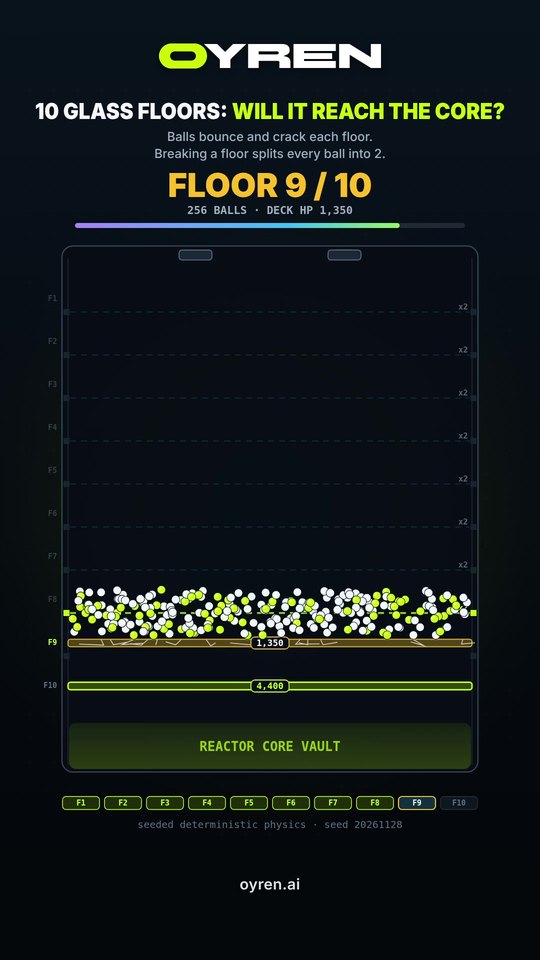 OYREN
10 GLASS FLOORS: WILL IT REACH THE CORE?
Balls bounce and crack each floor.
Breaking a floor splits every ball into 2.
FLOOR 9 / 10
256 BALLS · DECK HP 1,350
F1
x2
F2
x2
F3
x2
F4
x2
F5
x2
F6
x2
F7
x2
F8
F9
1,350
F10
4,400
REACTOR CORE VAULT
F1 F2 F3 F4 F5 F6 F7 F8 F9 F10
seeded deterministic physics · seed 20261128
oyren.ai